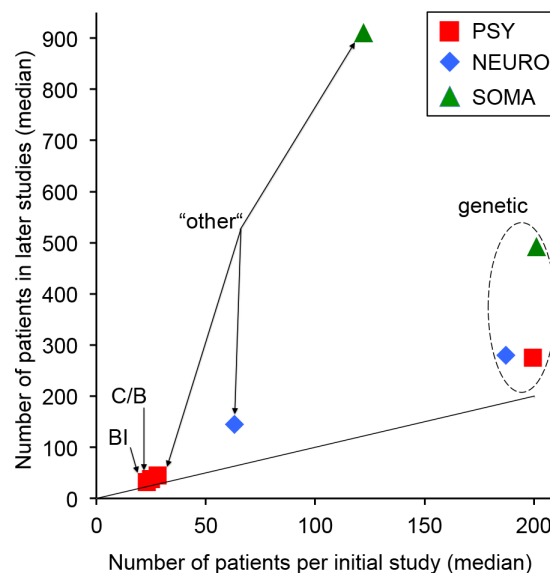 PSY
NEURO
SOMA
Number of patients in later studies (median)
900
800
700
600
500
400
300
200
100
0
“other“
genetic
C/B
BI
0
50
100
150
200
Number of patients per initial study (median)